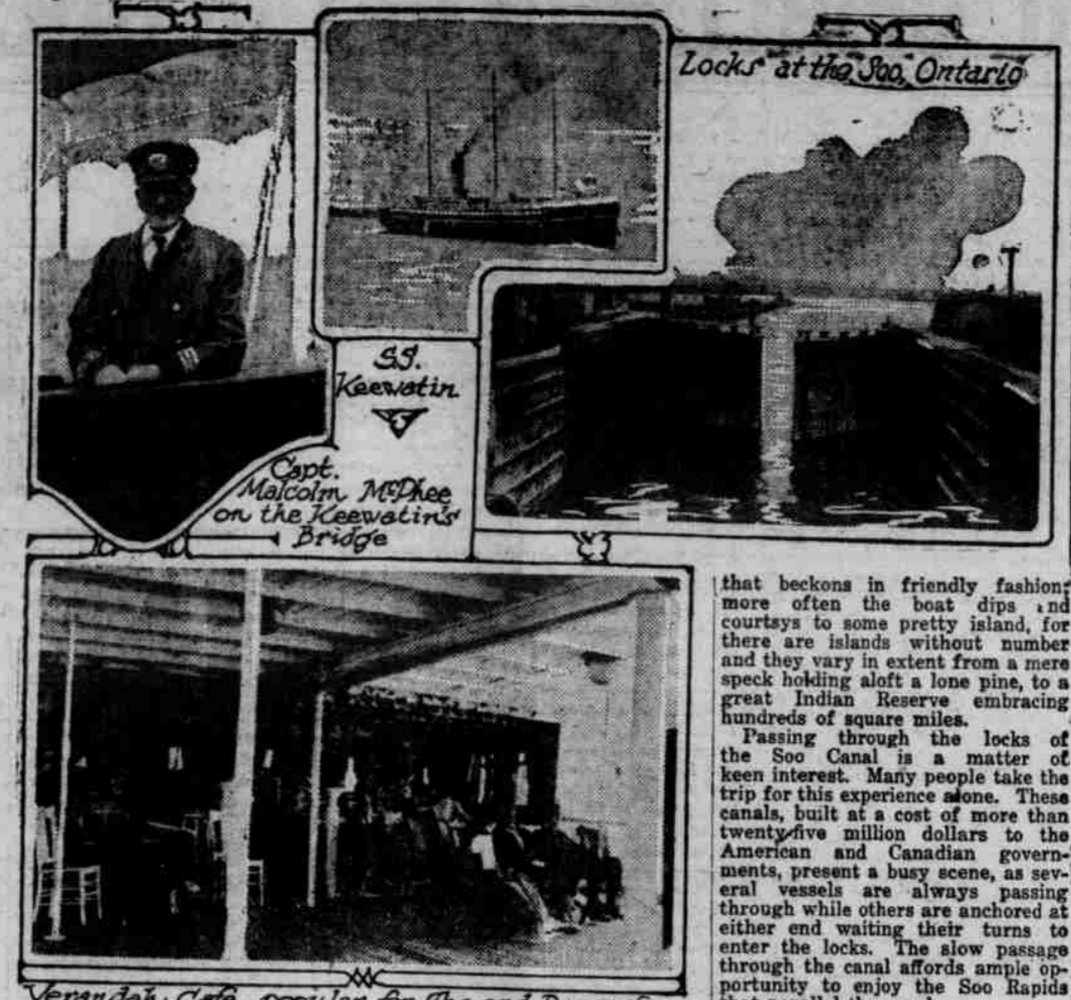 Locks at the Soo, Ontario
SS.
Keewatin
Capt.
Malcolm McPhee
on the Keewatin's
Bridge
Verandah Cafe, popular for Tea and
that beckons in friendly fashion;
more often the boat dips and
courtsys to some pretty island, for
there are islands without number
and they vary in extent from a mere
speck holding aloft a lone pine, to a
great Indian Reserve embracing
hundreds of square miles.
Passing through the locks of
the Soo Canal is a matter of
keen interest. Many people take the
trip for this experience alone. These
canals, built at a cost of more than
twenty-five million dollars to the
American and Canadian govern-
ments, present a busy scene, as sev-
eral vessels are always passing
through while others are anchored at
either end waiting their turns to
enter the locks. The slow passage
through the canal affords ample op-
portunity to enjoy the Soo Rapids